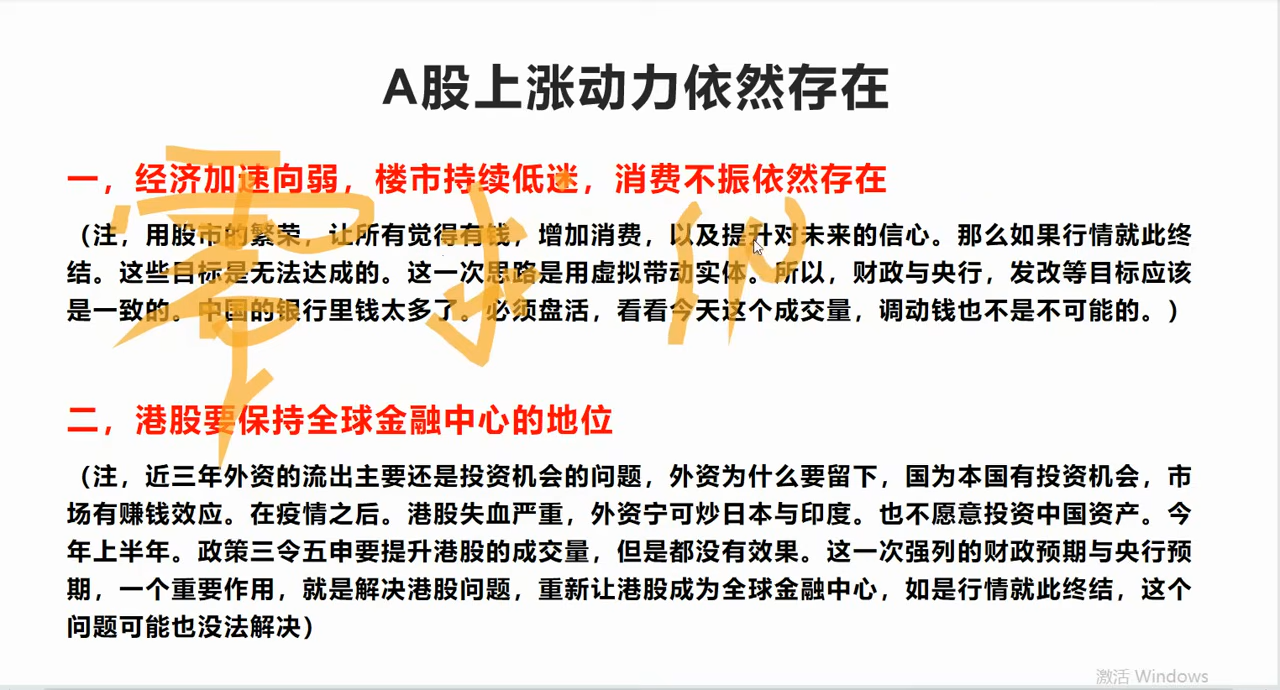 A股上涨动力依然存在
一，经济加速向弱，楼市持续低迷，消费不振依然存在
（注，用股市的繁荣，让所有觉得有钱，增加消费，以及提升对未来的信心。那么如果行情就此终
结。这些目标是无法达成的。这一次思路是用虚拟带动实体。所以，财政与央行，发改等目标应该
是一致的。中国的银行里钱太多了。必须盘活，看看今天这个成交量，调动钱也不是不可能的。）
二，港股要保持全球金融中心的地位
（注，近三年外资的流出主要还是投资机会的问题，外资为什么要留下，国为本国有投资机会，市
场有赚钱效应。在疫情之后。港股失血严重，外资宁可炒日本与印度。也不愿意投资中国资产。今
年上半年。政策三令五申要提升港股的成交量，但是都没有效果。这一次强列的财政预期与央行预
期，一个重要作用，就是解决港股问题，重新让港股成为全球金融中心，如是行情就此终结，这个
问题可能也没法解决）
激活 Windows